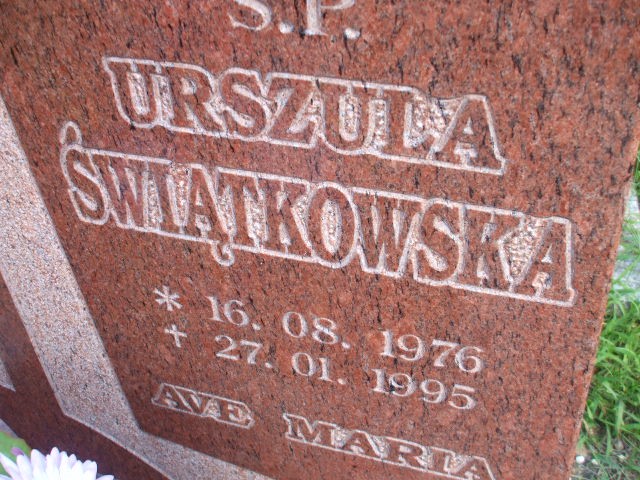 Ś.P.
URSZULA
ŚWIĄTKOWSKA
* 16. 08. 1976
+ 27. 01. 1995
AVE MARIA